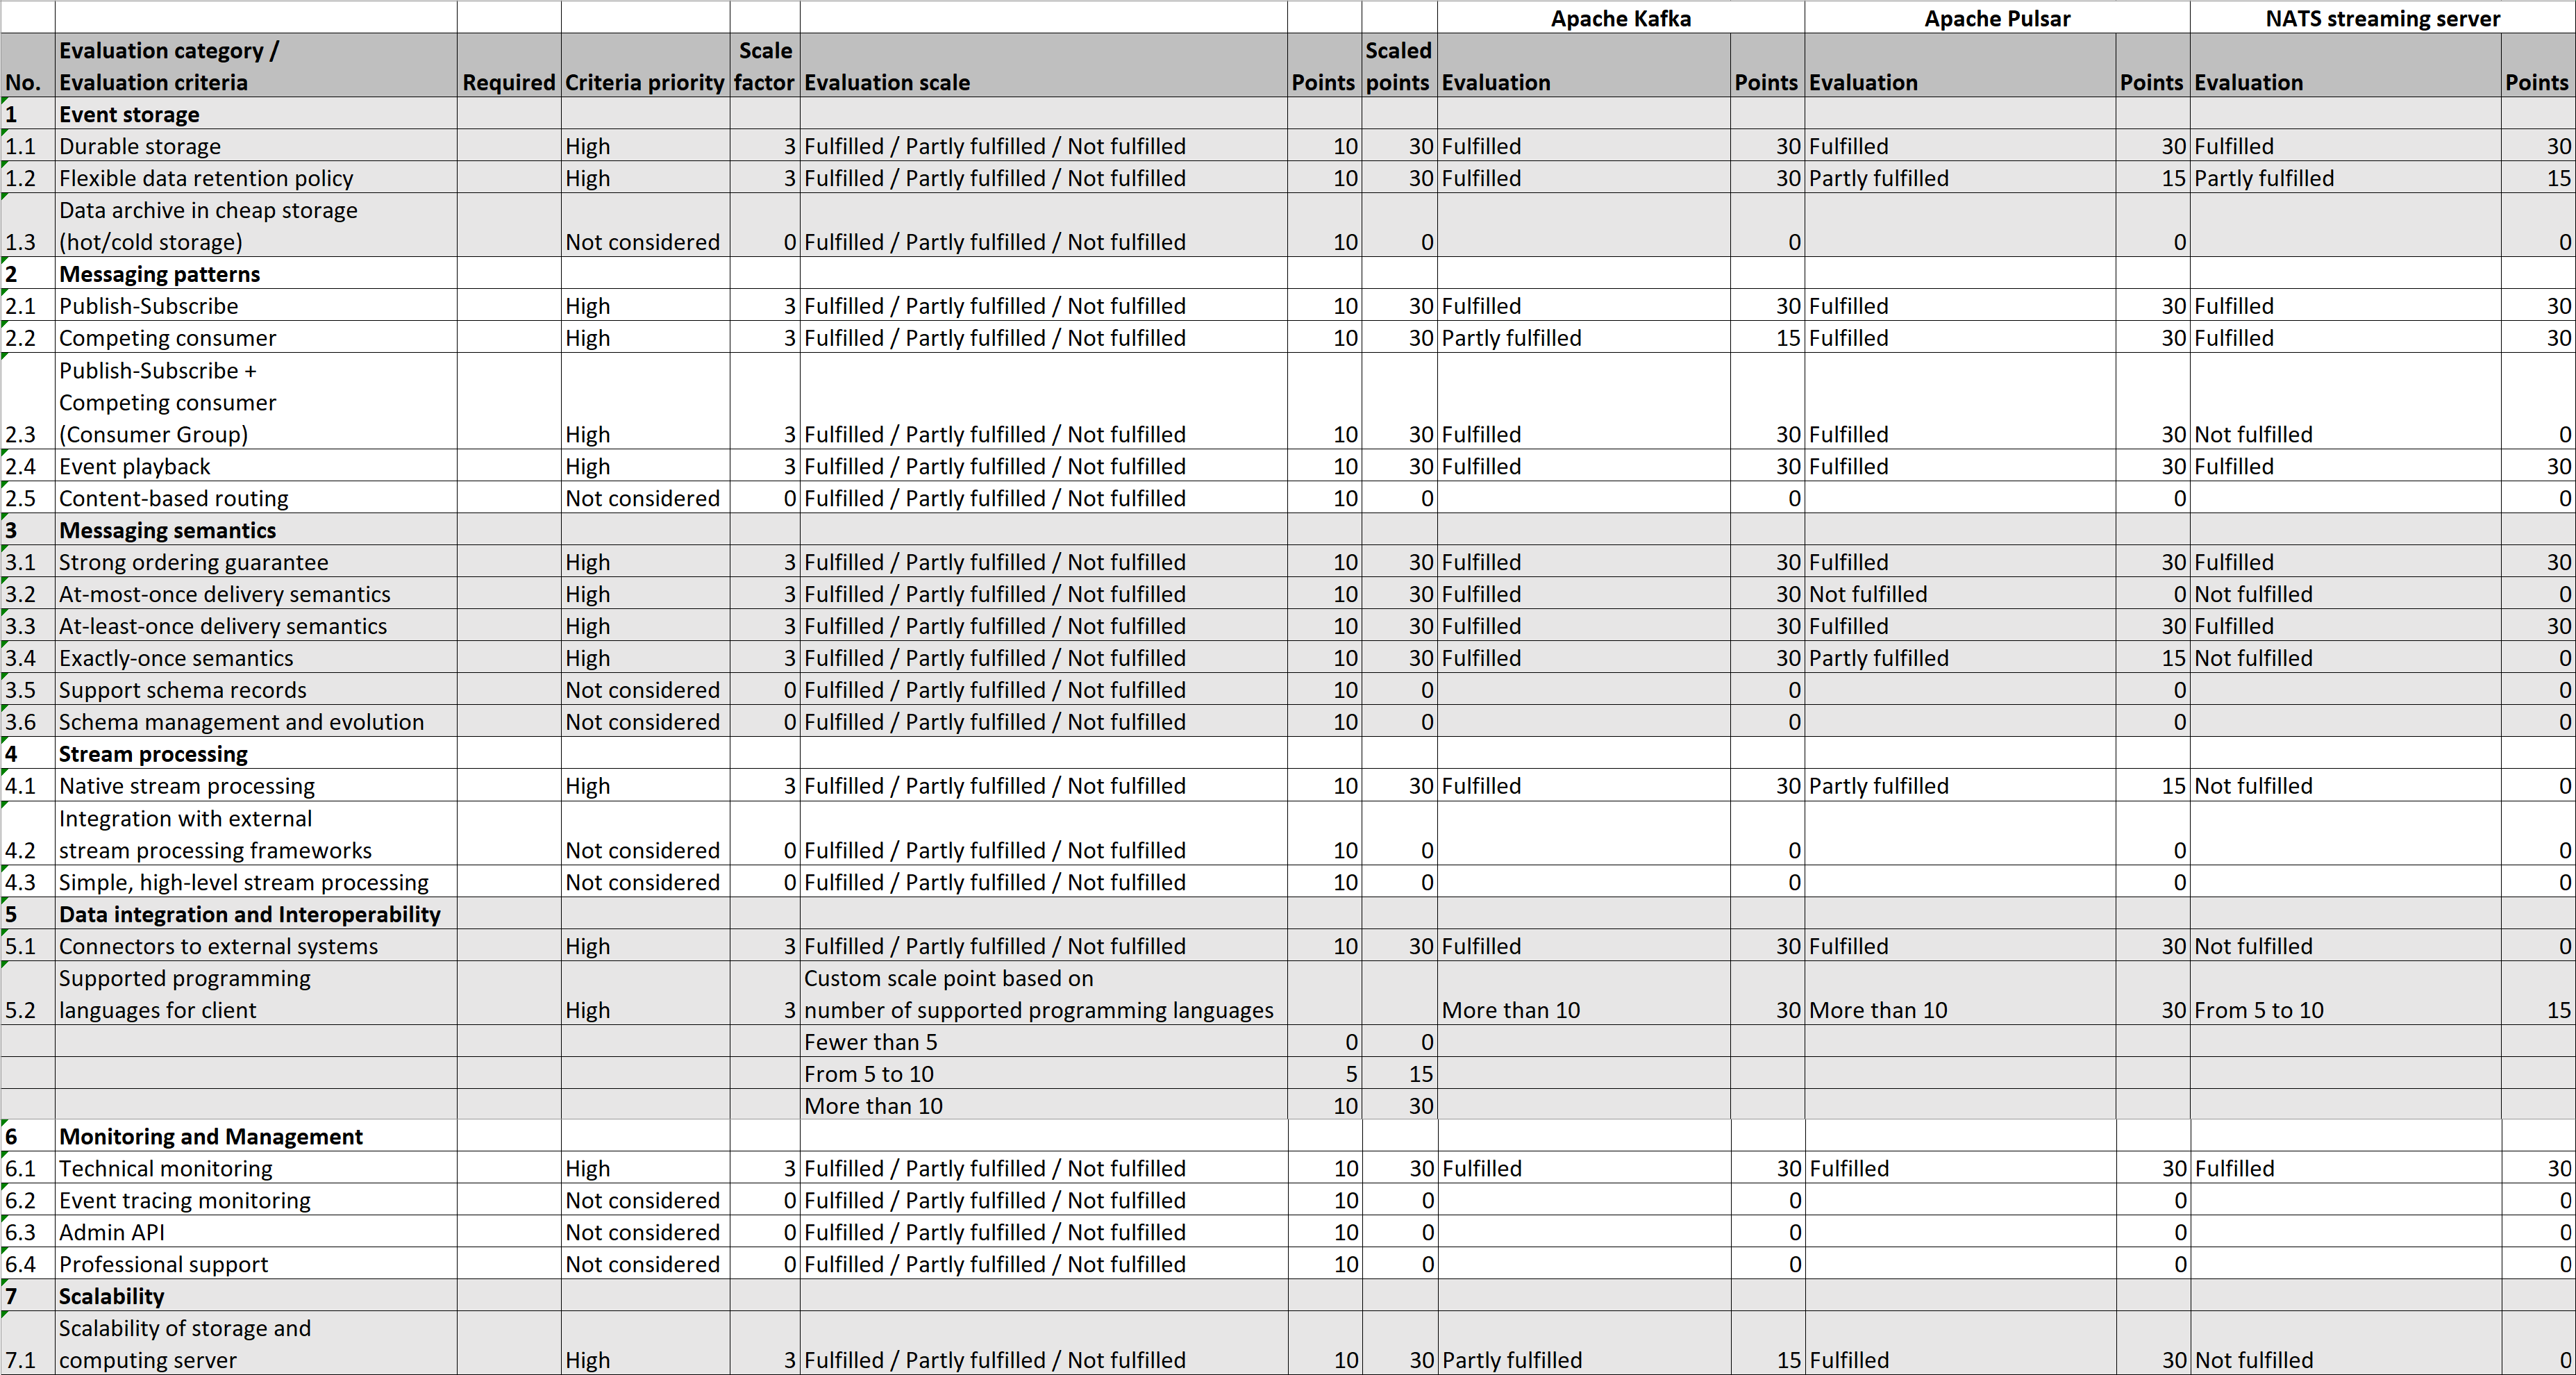 Apache Kafka Apache Pulsar NATS streaming server
Evaluation category / Scale Scaled
No. Evaluation criteria Required Criteria priority factor Evaluation scale Points points Evaluation Points Evaluation Points Evaluation Points
1 Event storage
1.1 Durable storage High 3 Fulfilled / Partly fulfilled / Not fulfilled 10 30 Fulfilled 30 Fulfilled 30 Fulfilled 30
1.2 Flexible data retention policy High 3 Fulfilled / Partly fulfilled / Not fulfilled 10 30 Fulfilled 30 Partly fulfilled 15 Partly fulfilled 15
Data archive in cheap storage
1.3 (hot/cold storage) Not considered 0 Fulfilled / Partly fulfilled / Not fulfilled 10 0 0 0 0
2 Messaging patterns
2.1 Publish-Subscribe High 3 Fulfilled / Partly fulfilled / Not fulfilled 10 30 Fulfilled 30 Fulfilled 30 Fulfilled 30
2.2 Competing consumer High 3 Fulfilled / Partly fulfilled / Not fulfilled 10 30 Partly fulfilled 15 Fulfilled 30 Fulfilled 30
Publish-Subscribe +
Competing consumer
2.3 (Consumer Group) High 3 Fulfilled / Partly fulfilled / Not fulfilled 10 30 Fulfilled 30 Fulfilled 30 Not fulfilled 0
2.4 Event playback High 3 Fulfilled / Partly fulfilled / Not fulfilled 10 30 Fulfilled 30 Fulfilled 30 Fulfilled 30
2.5 Content-based routing Not considered 0 Fulfilled / Partly fulfilled / Not fulfilled 10 0 0 0 0
3 Messaging semantics
3.1 Strong ordering guarantee High 3 Fulfilled / Partly fulfilled / Not fulfilled 10 30 Fulfilled 30 Fulfilled 30 Fulfilled 30
3.2 At-most-once delivery semantics High 3 Fulfilled / Partly fulfilled / Not fulfilled 10 30 Fulfilled 30 Not fulfilled 0 Not fulfilled 0
3.3 At-least-once delivery semantics High 3 Fulfilled / Partly fulfilled / Not fulfilled 10 30 Fulfilled 30 Fulfilled 30 Fulfilled 30
3.4 Exactly-once semantics High 3 Fulfilled / Partly fulfilled / Not fulfilled 10 30 Fulfilled 30 Partly fulfilled 15 Not fulfilled 0
3.5 Support schema records Not considered 0 Fulfilled / Partly fulfilled / Not fulfilled 10 0 0 0 0
3.6 Schema management and evolution Not considered 0 Fulfilled / Partly fulfilled / Not fulfilled 10 0 0 0 0
4 Stream processing
4.1 Native stream processing High 3 Fulfilled / Partly fulfilled / Not fulfilled 10 30 Fulfilled 30 Partly fulfilled 15 Not fulfilled 0
Integration with external
4.2 stream processing frameworks Not considered 0 Fulfilled / Partly fulfilled / Not fulfilled 10 0 0 0 0
4.3 Simple, high-level stream processing Not considered 0 Fulfilled / Partly fulfilled / Not fulfilled 10 0 0 0 0
5 Data integration and Interoperability
5.1 Connectors to external systems High 3 Fulfilled / Partly fulfilled / Not fulfilled 10 30 Fulfilled 30 Fulfilled 30 Not fulfilled 0
Supported programming Custom scale point based on
5.2 languages for client High 3 number of supported programming languages More than 10 30 More than 10 30 From 5 to 10 15
Fewer than 5 0 0
From 5 to 10 5 15
More than 10 10 30
6 Monitoring and Management
6.1 Technical monitoring High 3 Fulfilled / Partly fulfilled / Not fulfilled 10 30 Fulfilled 30 Fulfilled 30 Fulfilled 30
6.2 Event tracing monitoring Not considered 0 Fulfilled / Partly fulfilled / Not fulfilled 10 0 0 0 0
6.3 Admin API Not considered 0 Fulfilled / Partly fulfilled / Not fulfilled 10 0 0 0 0
6.4 Professional support Not considered 0 Fulfilled / Partly fulfilled / Not fulfilled 10 0 0 0 0
7 Scalability
Scalability of storage and
7.1 computing server High 3 Fulfilled / Partly fulfilled / Not fulfilled 10 30 Partly fulfilled 15 Fulfilled 30 Not fulfilled 0